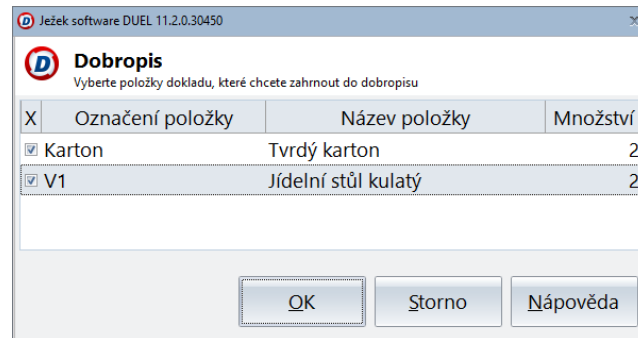 Ježek software DUEL 11.2.0.30450
Dobropis
Vyberte položky dokladu, které chcete zahrnout do dobropisu
X Označení položky Název položky Množství
Karton Tvrdý karton 2
V1 Jídelní stůl kulatý 2
OK Storno Nápověda